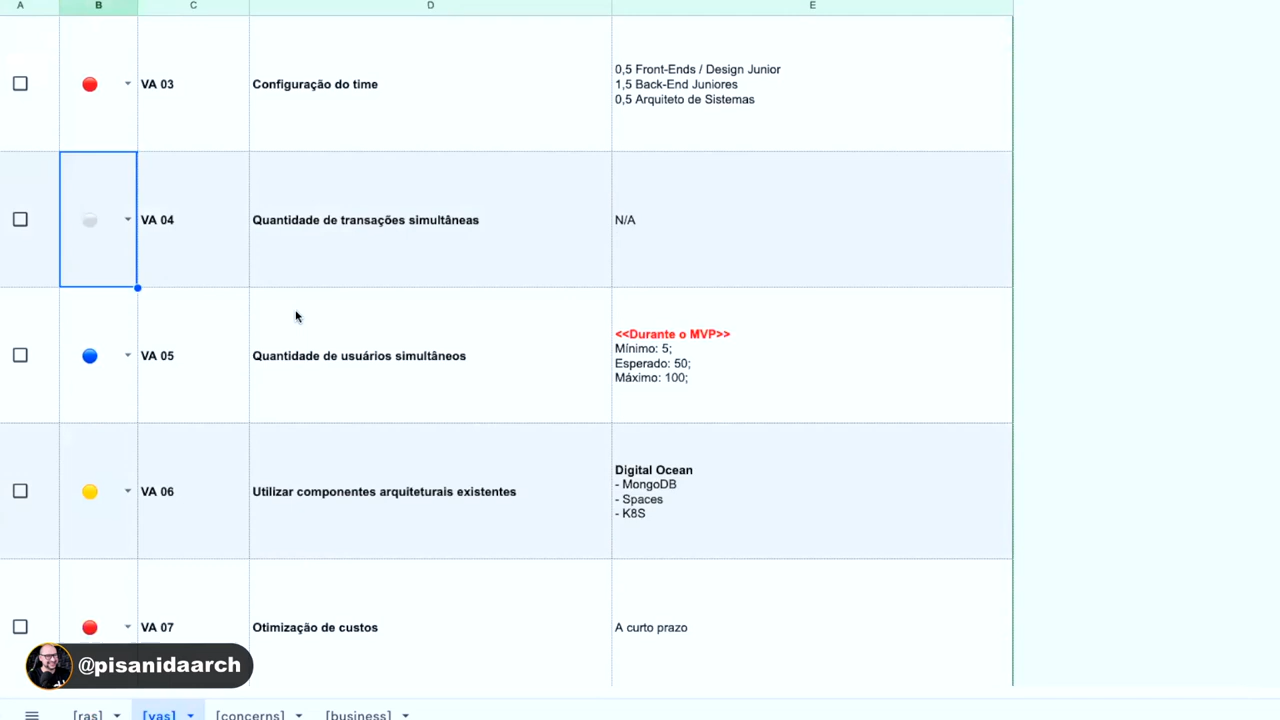 A B C D E
VA 03 Configuração do time
0,5 Front-Ends / Design Junior
1,5 Back-End Juniores
0,5 Arquiteto de Sistemas
VA 04 Quantidade de transações simultâneas N/A
VA 05 Quantidade de usuários simultâneos
<<Durante o MVP>>
Mínimo: 5;
Esperado: 50;
Máximo: 100;
VA 06 Utilizar componentes arquiteturais existentes
Digital Ocean
- MongoDB
- Spaces
- K8S
VA 07 Otimização de custos A curto prazo
@pisanidaarch
[ras] [vas] [concerns] [business]